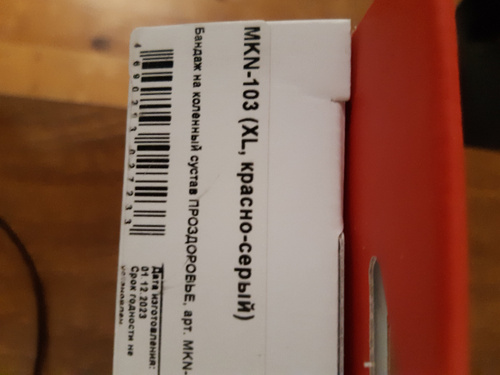 MKN-103 (XL, красно-серый)
Бандаж на коленный сустав ПРОЗДОРОВЬЕ, арт. MKN-
Дата изготовления:
01.12.2023
Срок годности не